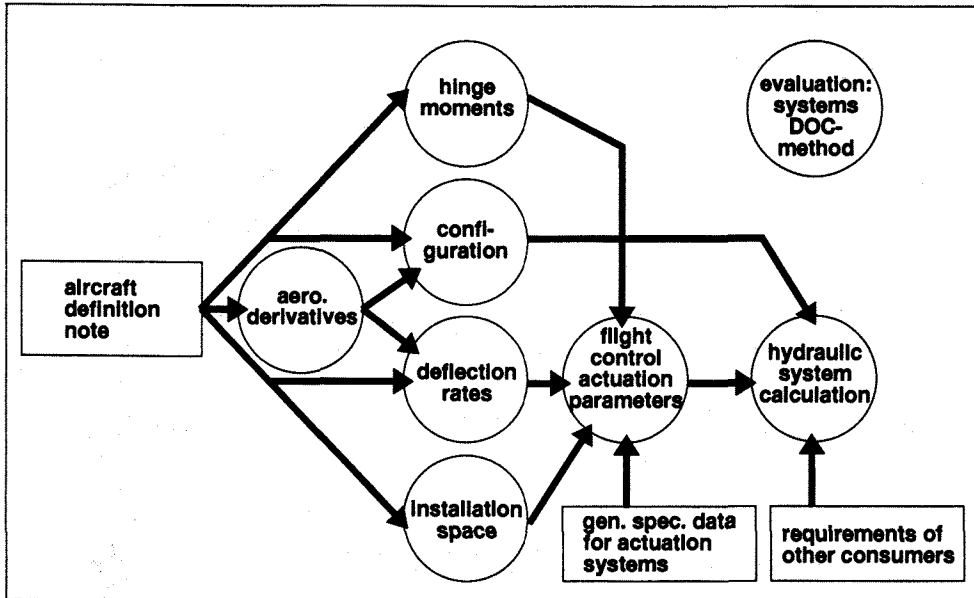 hinge
moments
evaluation:
systems
DOC-
method
confi-
guration
aircraft
definition
note
aero.
derivatives
deflection
rates
flight
control
actuation
parameters
hydraulic
system
calculation
installation
space
gen. spec. data
for actuation
systems
requirements of
other consumers